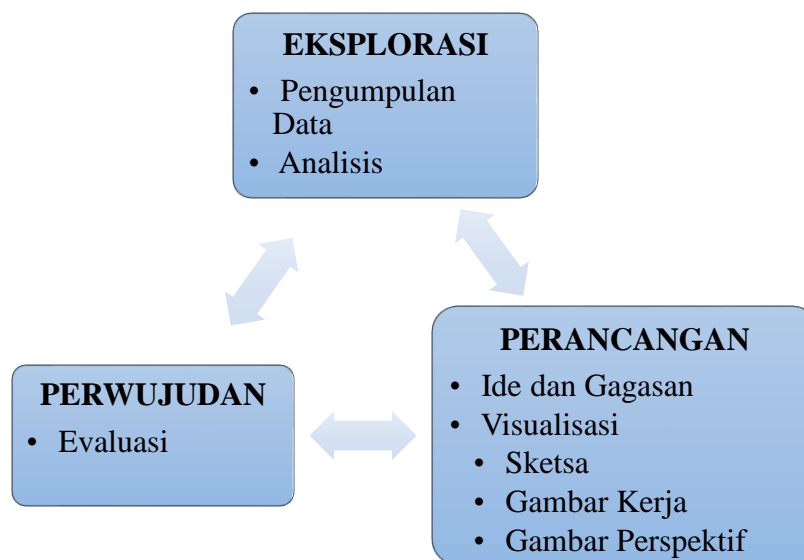 EKSPLORASI
• Pengumpulan
Data
• Analisis
PERANCANGAN
• Ide dan Gagasan
• Visualisasi
• Sketsa
• Gambar Kerja
• Gambar Perspektif
PERWUJUDAN
• Evaluasi